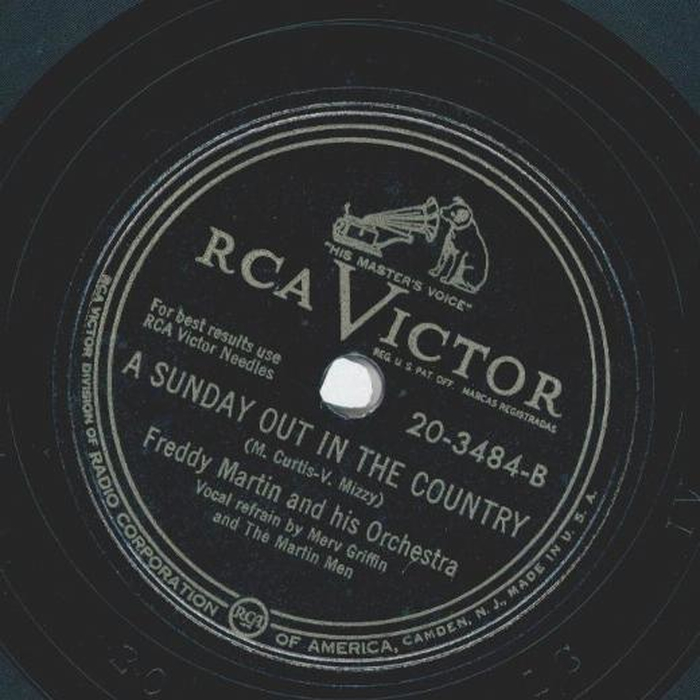 "HIS MASTER'S VOICE"
RCA VICTOR
REG. U. S. PAT. OFF. MARCAS REGISTRADAS
For best results use
RCA Victor Needles
20-3484-B
A SUNDAY OUT IN THE COUNTRY
(M. Curtis-V. Mizzy)
Freddy Martin and his Orchestra
Vocal refrain by Merv Griffin
and The Martin Men
RCA VICTOR DIVISION OF RADIO CORPORATION RCA OF AMERICA, CAMDEN, N. J., MADE IN U. S. A.